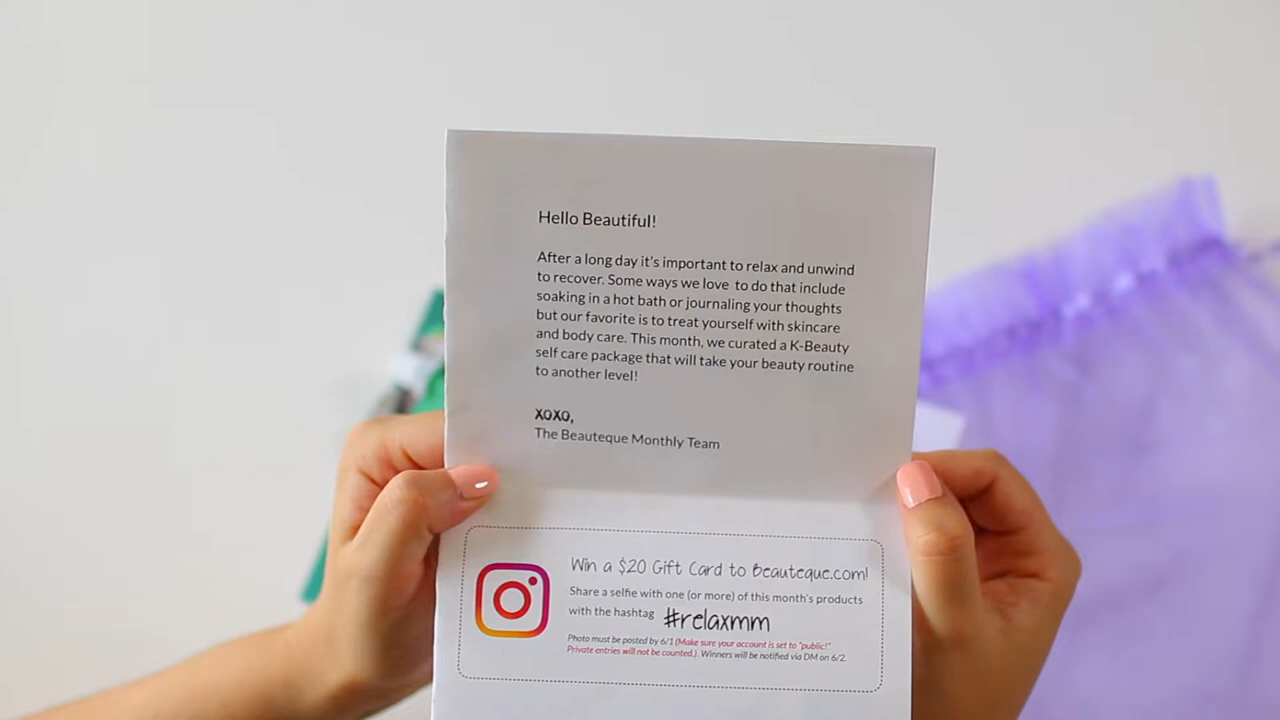 Hello Beautiful!
After a long day it's important to relax and unwind
to recover. Some ways we love to do that include
soaking in a hot bath or journaling your thoughts
but our favorite is to treat yourself with skincare
and body care. This month, we curated a K-Beauty
self care package that will take your beauty routine
to another level!
XOXO,
The Beauteque Monthly Team
Win a $20 Gift Card to Beauteque.com!
Share a selfie with one (or more) of this month's products
with the hashtag #relaxmm
Photo must be posted by 6/1 (Make sure your account is set to "public!"
Private entries will not be counted.). Winners will be notified via DM on 6/2.